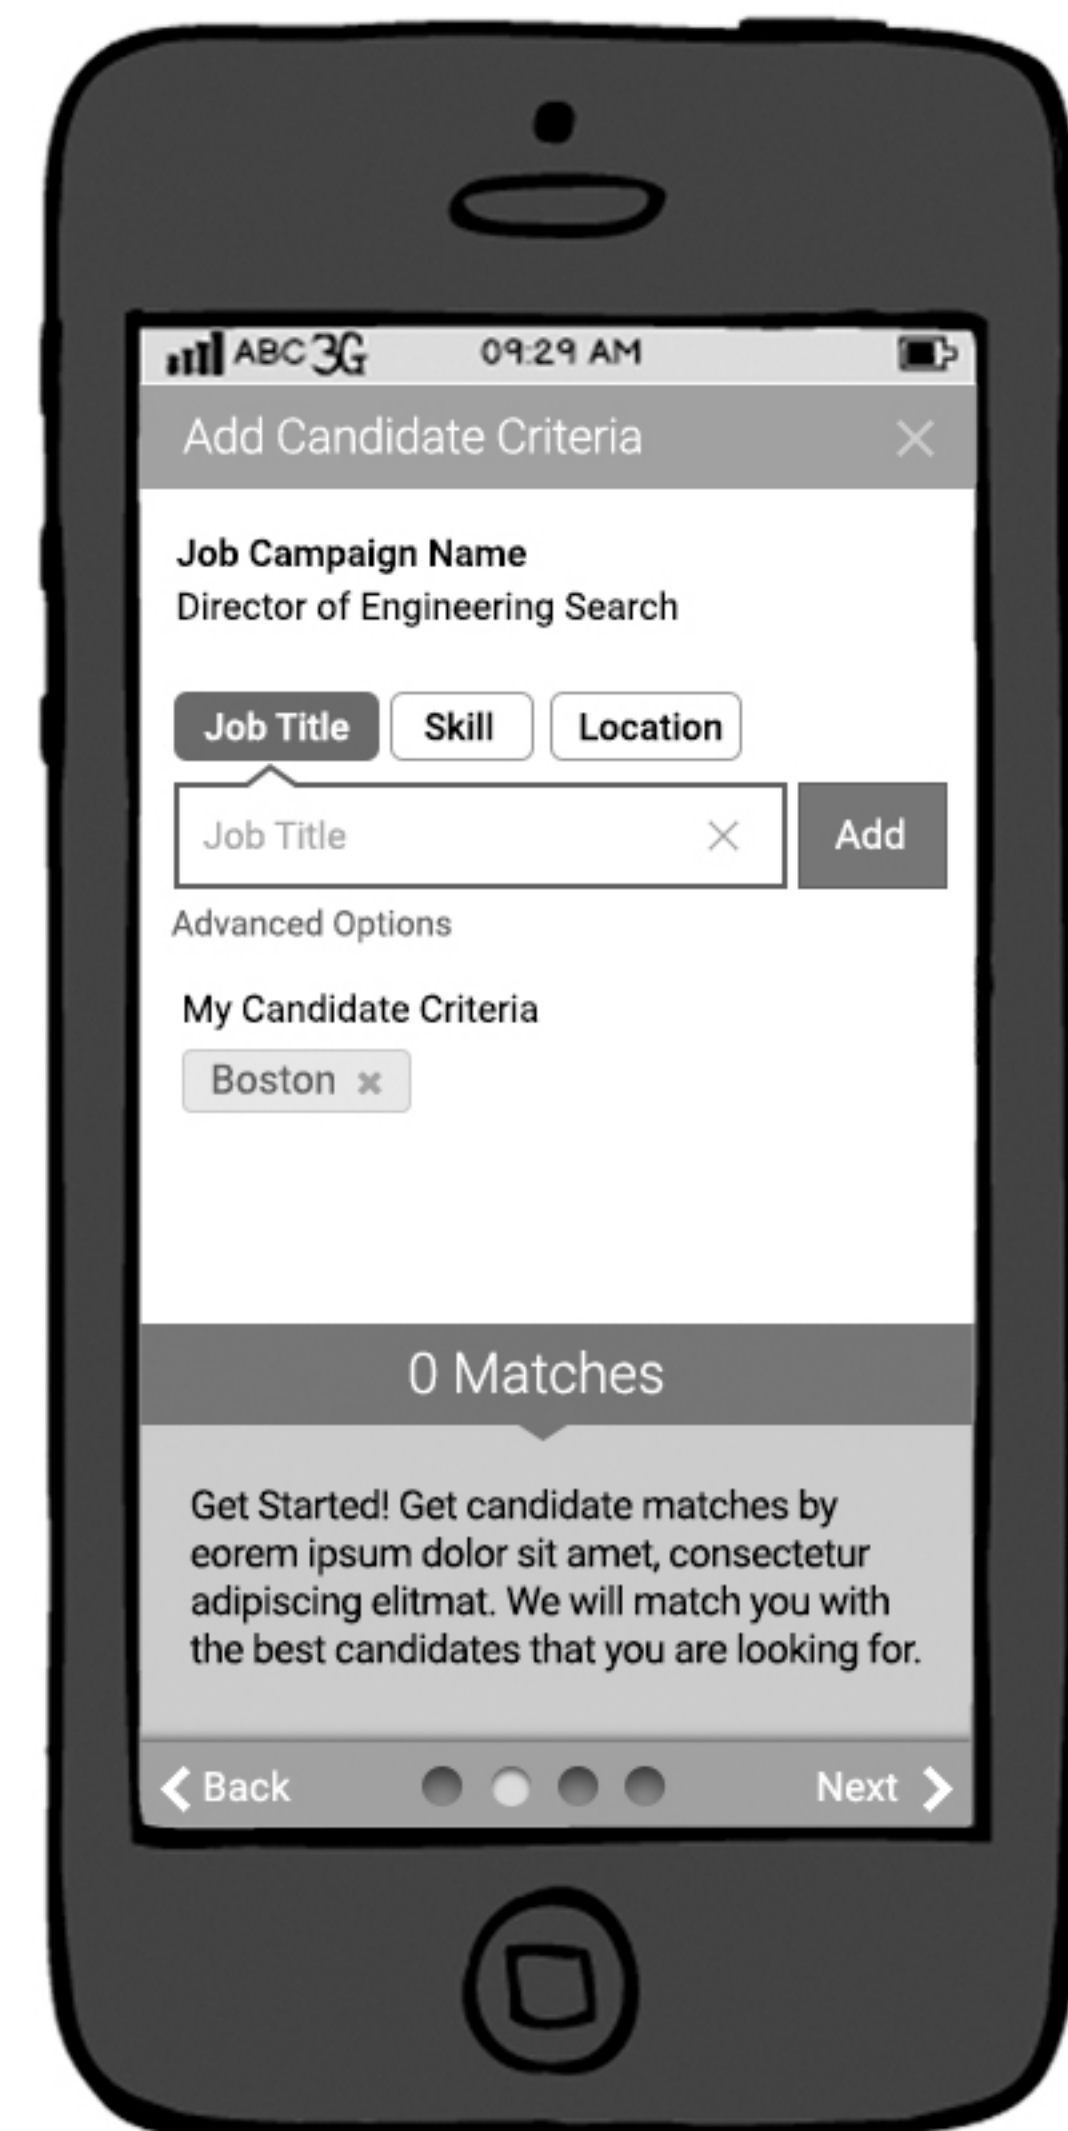 ABC 3G 09:29 AM
Add Candidate Criteria
Job Campaign Name
Director of Engineering Search
Job Title Skill Location
Job Title Add
Advanced Options
My Candidate Criteria
Boston
0 Matches
Get Started! Get candidate matches by
eorem ipsum dolor sit amet, consectetur
adipiscing elitmat. We will match you with
the best candidates that you are looking for.
Back Next